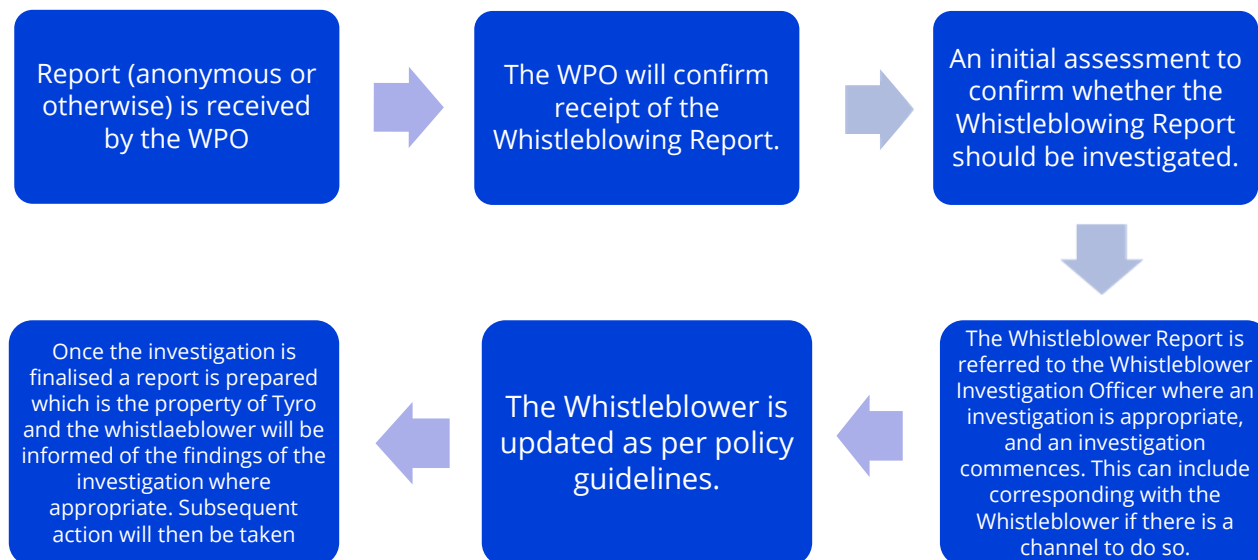 Report (anonymous or
otherwise) is received
by the WPO
The WPO will confirm
receipt of the
Whistleblowing Report.
An initial assessment to
confirm whether the
Whistleblowing Report
should be investigated.
The Whistleblower Report is
referred to the Whistleblower
Investigation Officer where an
investigation is appropriate,
and an investigation
commences. This can include
corresponding with the
Whistleblower if there is a
channel to do so.
The Whistleblower is
updated as per policy
guidelines.
Once the investigation is
finalised a report is prepared
which is the property of Tyro
and the whistlaeblower will be
informed of the findings of the
investigation where
appropriate. Subsequent
action will then be taken